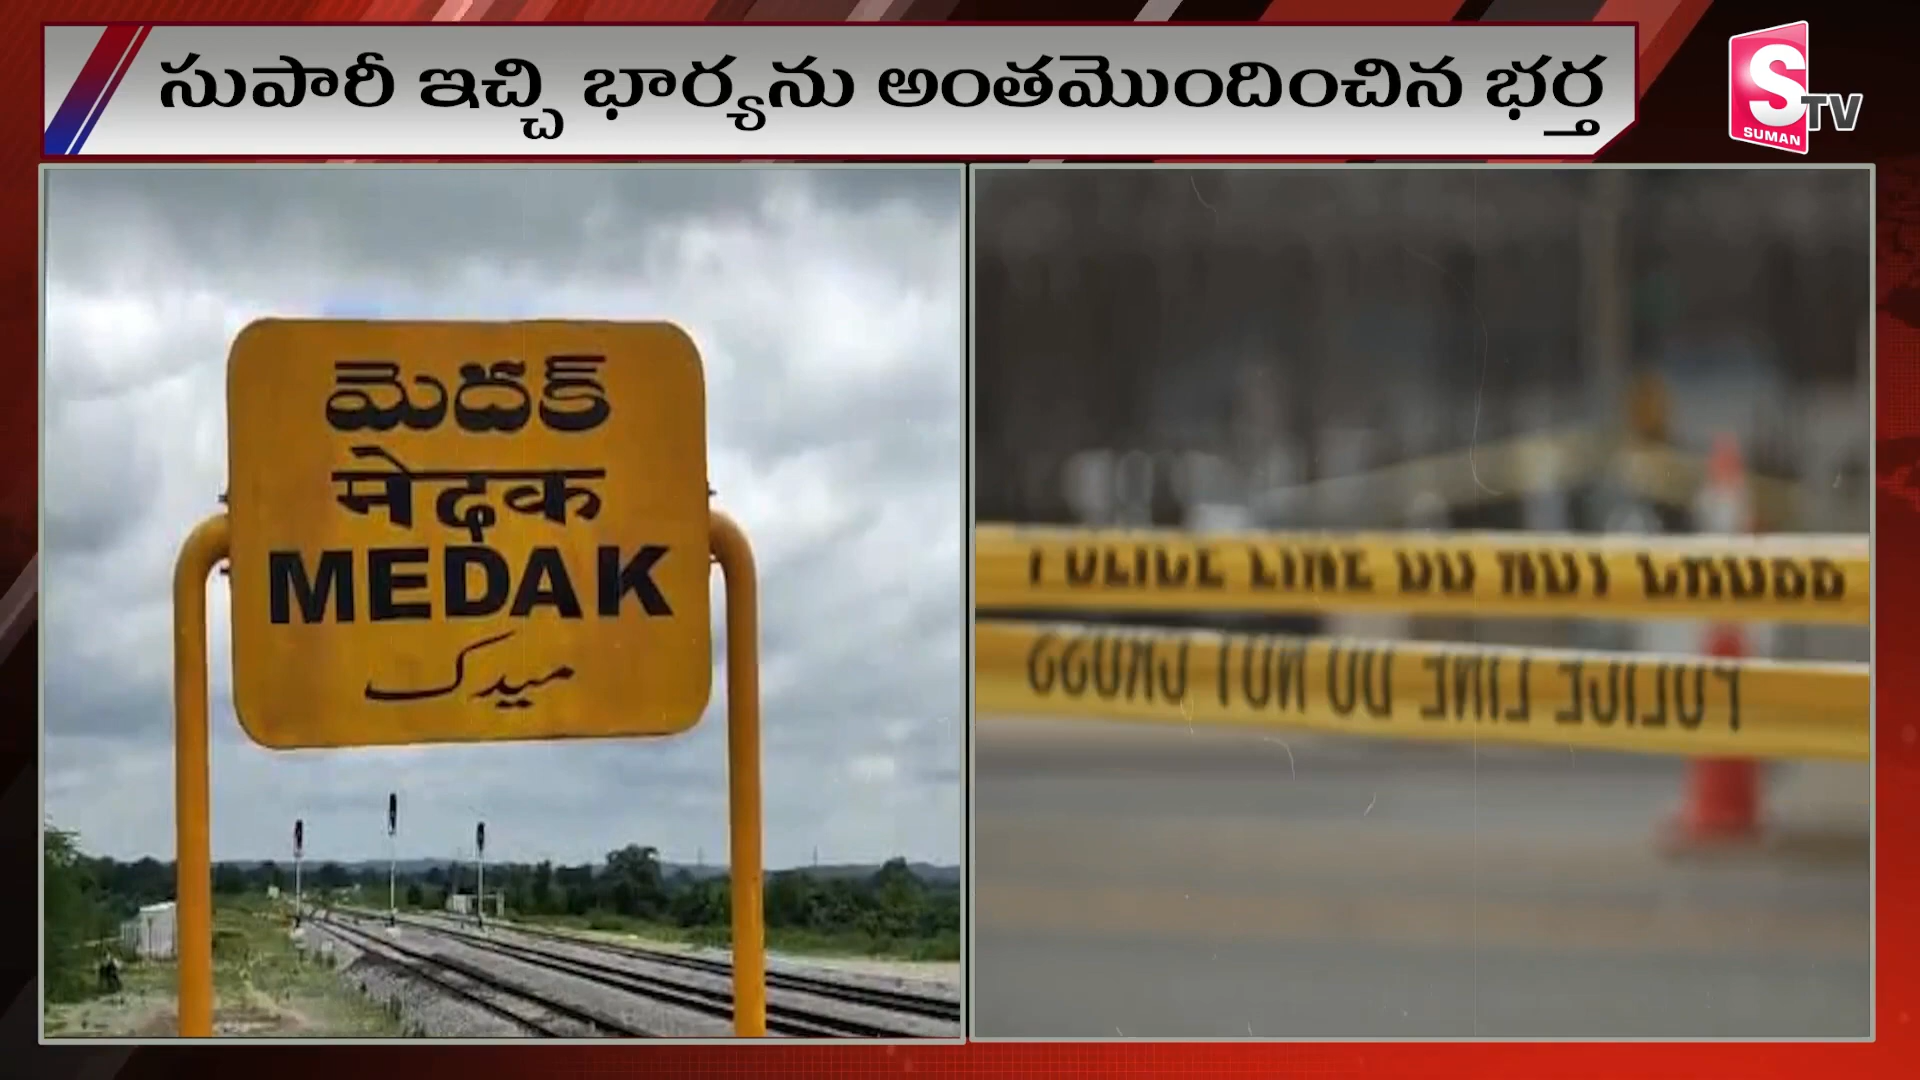 సుపారీ ఇచ్చి భార్యను అంతమొందించిన భర్త
S TV
SUMAN
మెదక్
मेदक
MEDAK
میدک
POLICE LINE DO NOT CROSS
POLICE LINE DO NOT CROSS